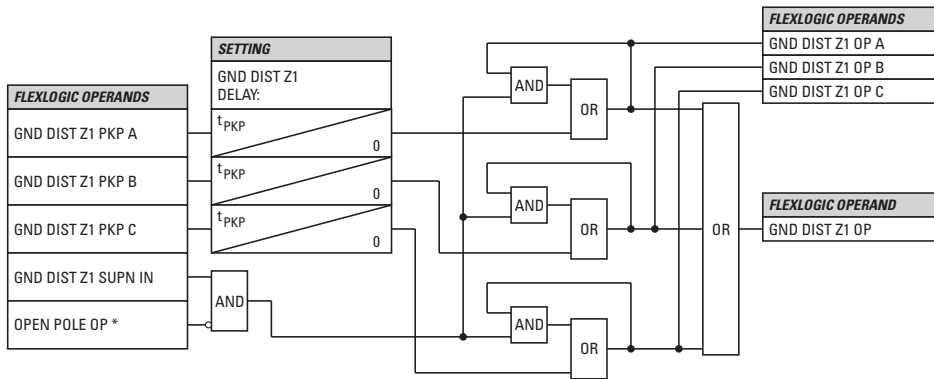 FLEXLOGIC OPERANDS
GND DIST Z1 PKP A
GND DIST Z1 PKP B
GND DIST Z1 PKP C
GND DIST Z1 SUPN IN
OPEN POLE OP *
SETTING
GND DIST Z1
DELAY:
tPKP
0
tPKP
0
tPKP
0
AND
AND
OR
AND
OR
AND
OR
OR
FLEXLOGIC OPERANDS
GND DIST Z1 OP A
GND DIST Z1 OP B
GND DIST Z1 OP C
FLEXLOGIC OPERAND
GND DIST Z1 OP